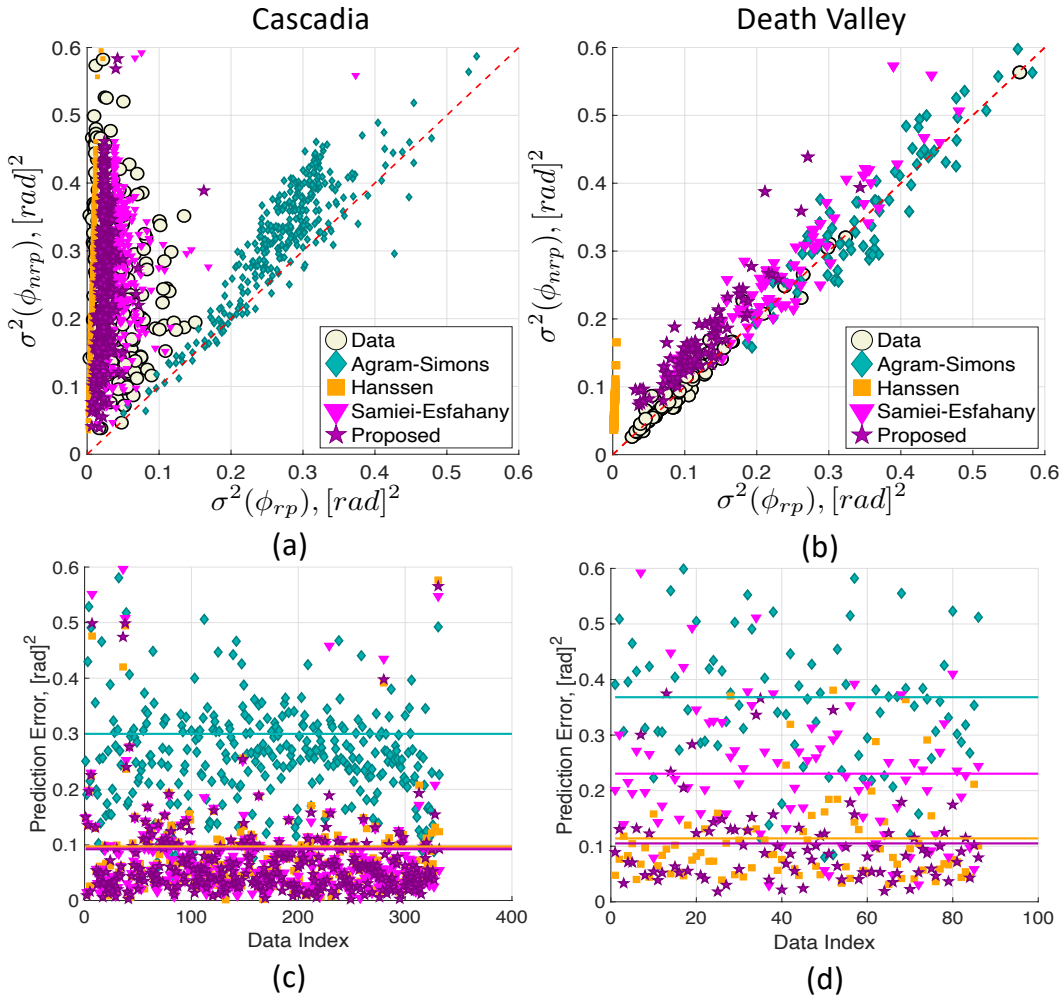 Cascadia
Death Valley
0.6
0.5
0.4
0.3
0.2
0.1
0
σ²(ϕ_nrp), [rad]²
Data
Agram-Simons
Hanssen
Samiei-Esfahany
Proposed
0 0.1 0.2 0.3 0.4 0.5 0.6
σ²(ϕ_rp), [rad]²
(a)
0.6
0.5
0.4
0.3
0.2
0.1
0
σ²(ϕ_nrp), [rad]²
Data
Agram-Simons
Hanssen
Samiei-Esfahany
Proposed
0 0.1 0.2 0.3 0.4 0.5 0.6
σ²(ϕ_rp), [rad]²
(b)
0.6
0.5
0.4
0.3
0.2
0.1
0
Prediction Error, [rad]²
0 100 200 300 400
Data Index
(c)
0.6
0.5
0.4
0.3
0.2
0.1
0
Prediction Error, [rad]²
0 20 40 60 80 100
Data Index
(d)